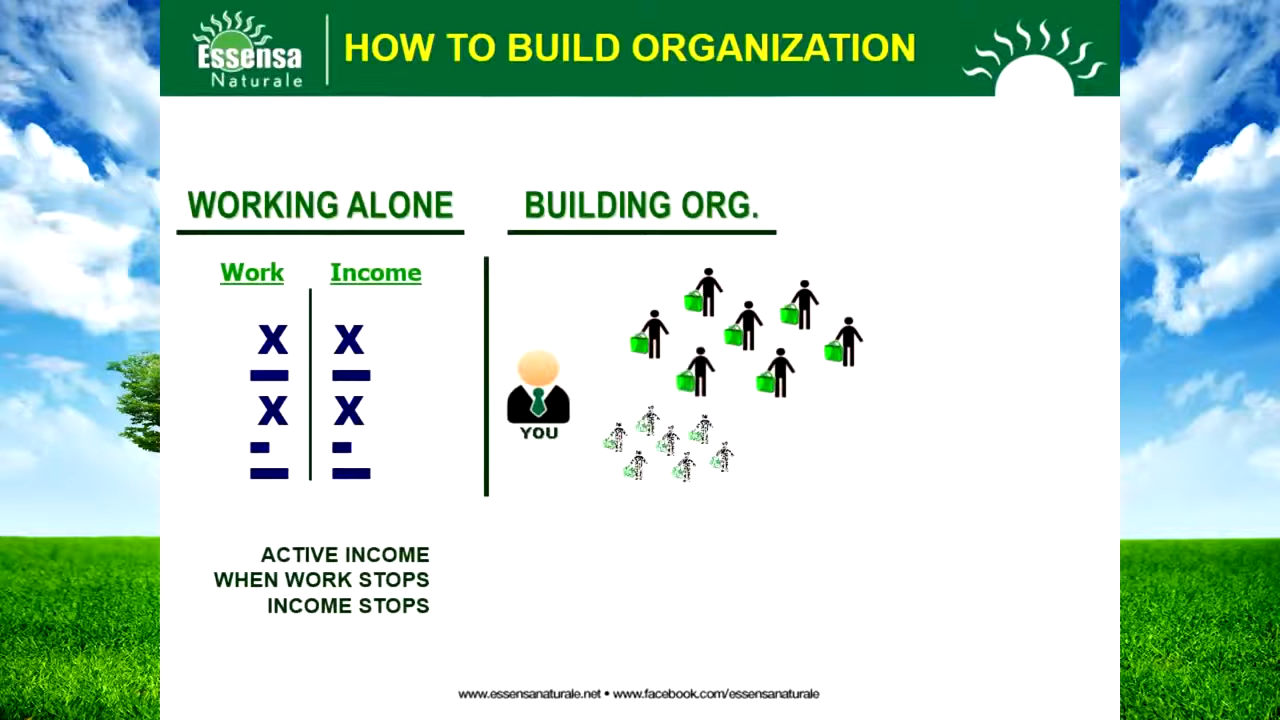 Essensa
Naturale
HOW TO BUILD ORGANIZATION
WORKING ALONE
BUILDING ORG.
Work Income
X X
X X
YOU
ACTIVE INCOME
WHEN WORK STOPS
INCOME STOPS
www.essensanaturale.net • www.facebook.com/essensanaturale